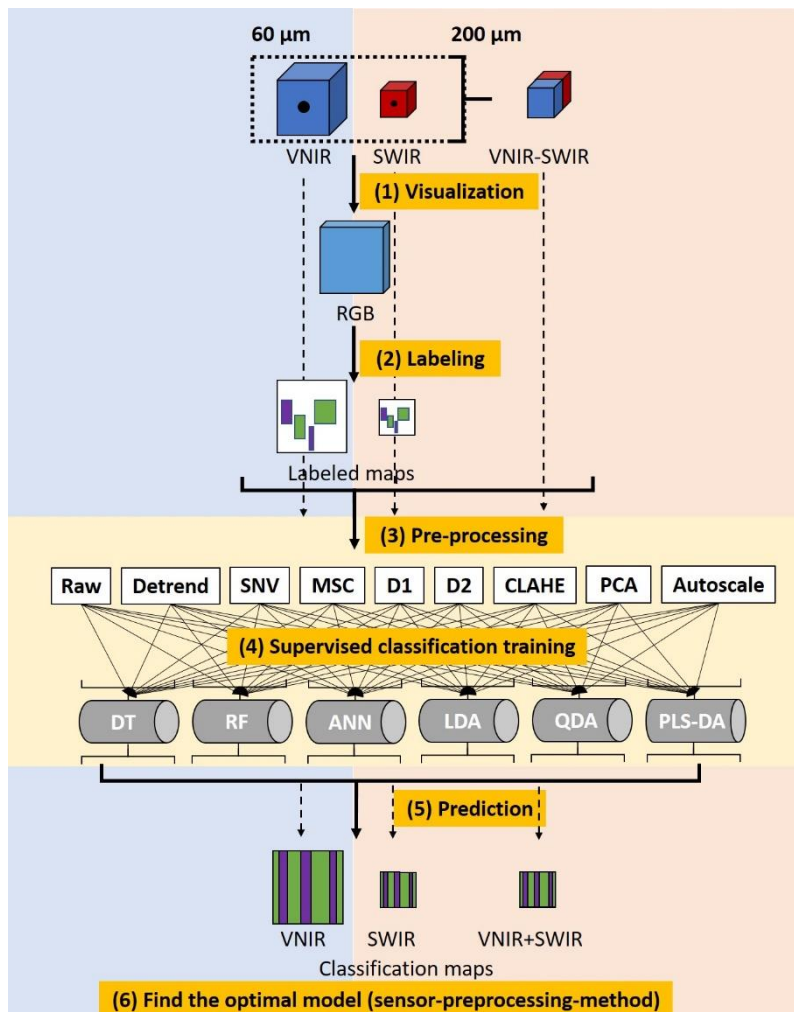 60 µm
200 µm
VNIR
SWIR
VNIR-SWIR
(1) Visualization
RGB
(2) Labeling
Labeled maps
(3) Pre-processing
Raw
Detrend
SNV
MSC
D1
D2
CLAHE
PCA
Autoscale
(4) Supervised classification training
DT
RF
ANN
LDA
QDA
PLS-DA
(5) Prediction
VNIR
SWIR
VNIR+SWIR
Classification maps
(6) Find the optimal model (sensor-preprocessing-method)